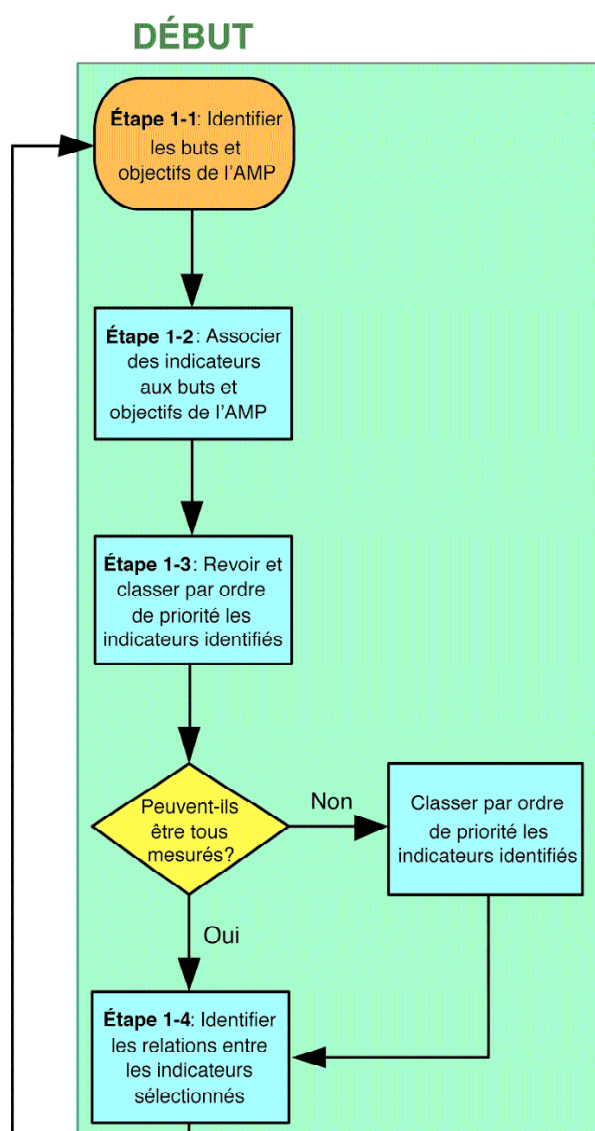 DÉBUT
Étape 1-1: Identifier
les buts et
objectifs de l'AMP
Étape 1-2: Associer
des indicateurs
aux buts et
objectifs de l'AMP
Étape 1-3: Revoir et
classer par ordre
de priorité les
indicateurs identifiés
Peuvent-ils
être tous
mesurés?
Non
Classer par ordre
de priorité les
indicateurs identifiés
Oui
Étape 1-4: Identifier
les relations entre
les indicateurs
sélectionnés